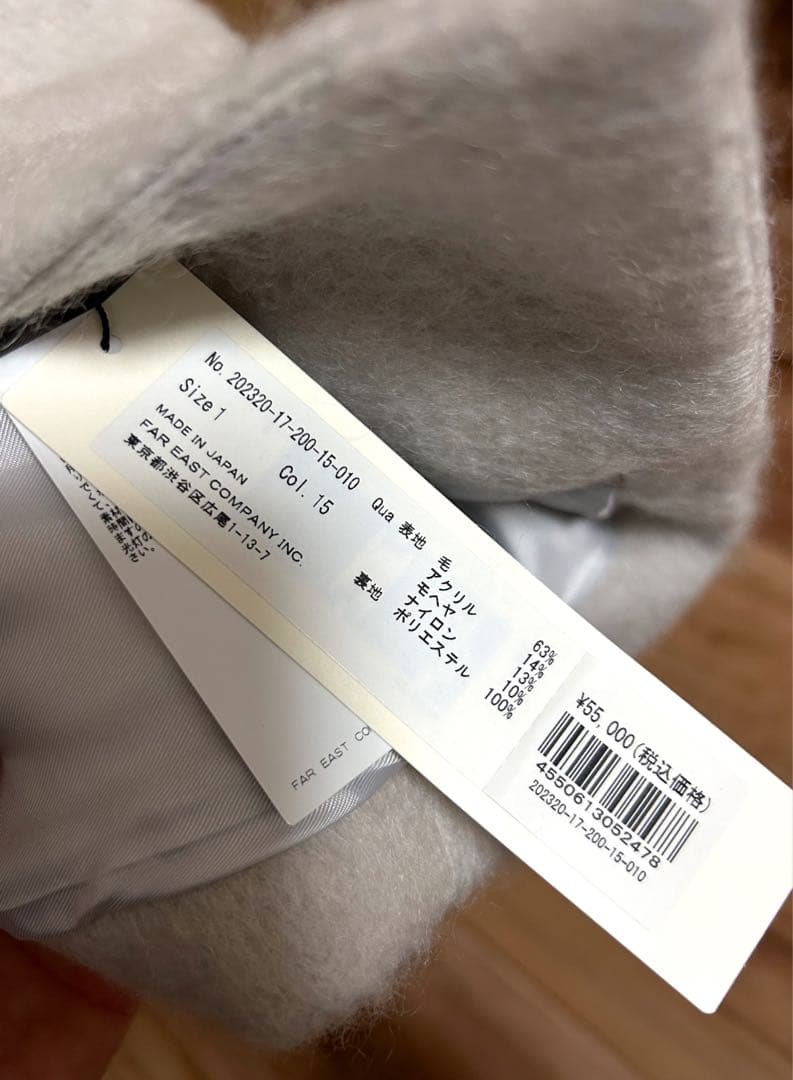 No. 202320-17-200-15-010
Size 1
Col. 15
MADE IN JAPAN
FAR EAST COMPANY INC.
東京都渋谷区広尾1-13-7
Qua 表地 毛 63%
アクリル 14%
モヘヤ 13%
ナイロン 10%
裏地 ポリエステル 100%
¥55,000(税込価格)
4550613052478
202320-17-200-15-010
FAR EAST CO